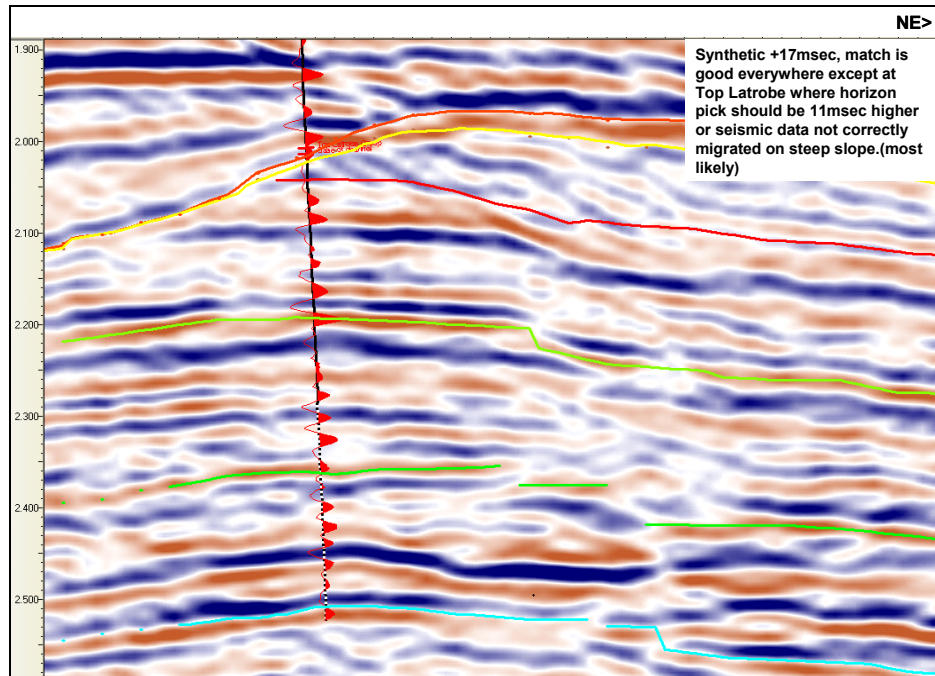 NE>
Synthetic +17msec, match is
good everywhere except at
Top Latrobe where horizon
pick should be 11msec higher
or seismic data not correctly
migrated on steep slope.(most
likely)
1.900
2.000
2.100
2.200
2.300
2.400
2.500